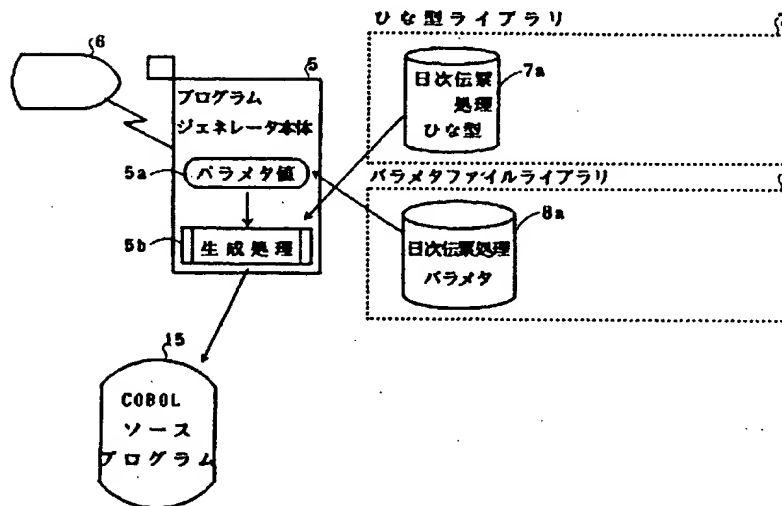 ひな型ライブラリ
6
5
プログラム
ジェネレータ本体
5a
パラメタ値
5b
生成処理
日次伝票
処理
ひな型
7a
パラメタファイルライブラリ
日次伝票処理
パラメタ
8a
15
COBOL
ソース
プログラム